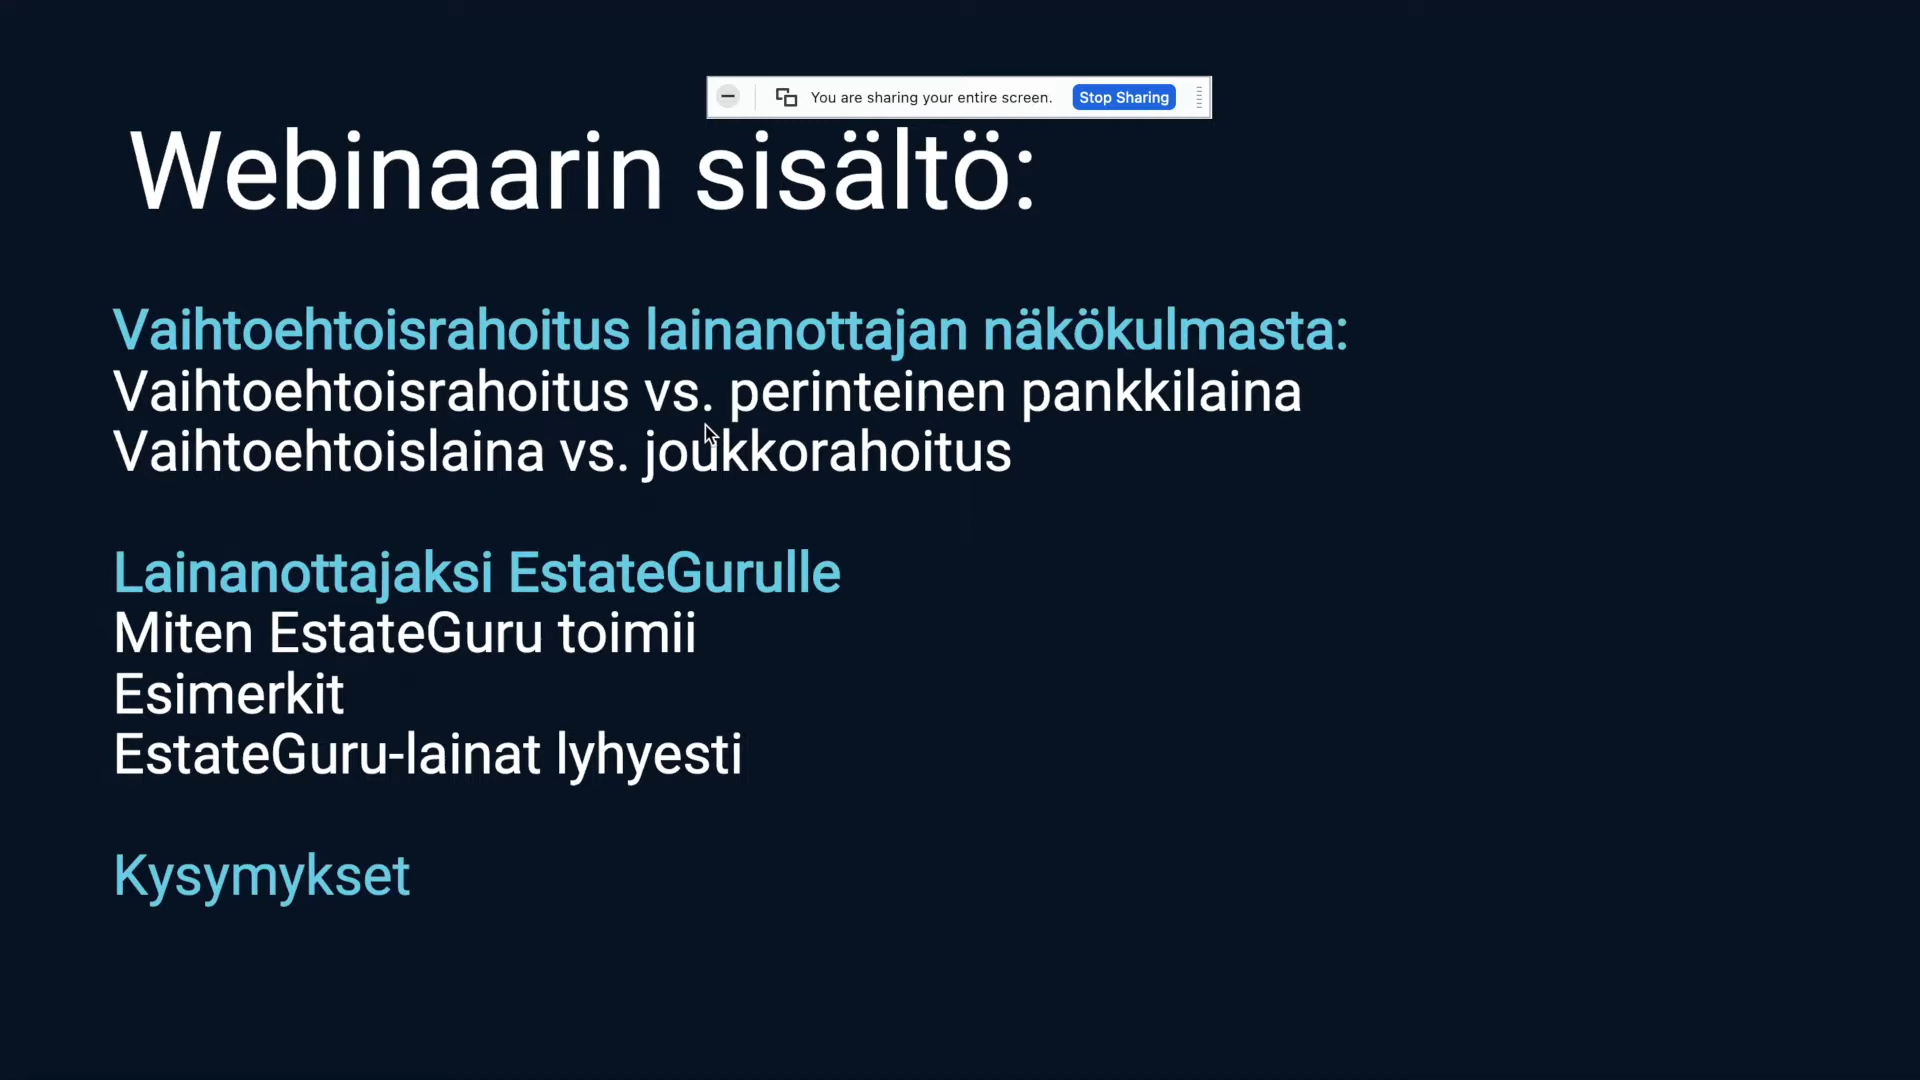 You are sharing your entire screen. Stop Sharing
Webinaarin sisältö:
Vaihtoehtoisrahoitus lainanottajan näkökulmasta:
Vaihtoehtoisrahoitus vs. perinteinen pankkilaina
Vaihtoehtoislaina vs. joukkorahoitus
Lainanottajaksi EstateGurulle
Miten EstateGuru toimii
Esimerkit
EstateGuru-lainat lyhyesti
Kysymykset